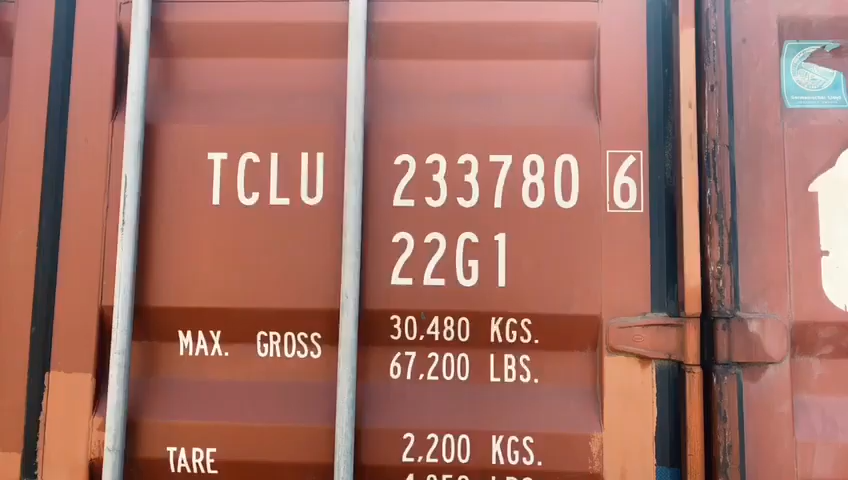 TCLU 233780 6
22G1
MAX. GROSS 30,480 KGS.
67,200 LBS.
TARE 2,200 KGS.